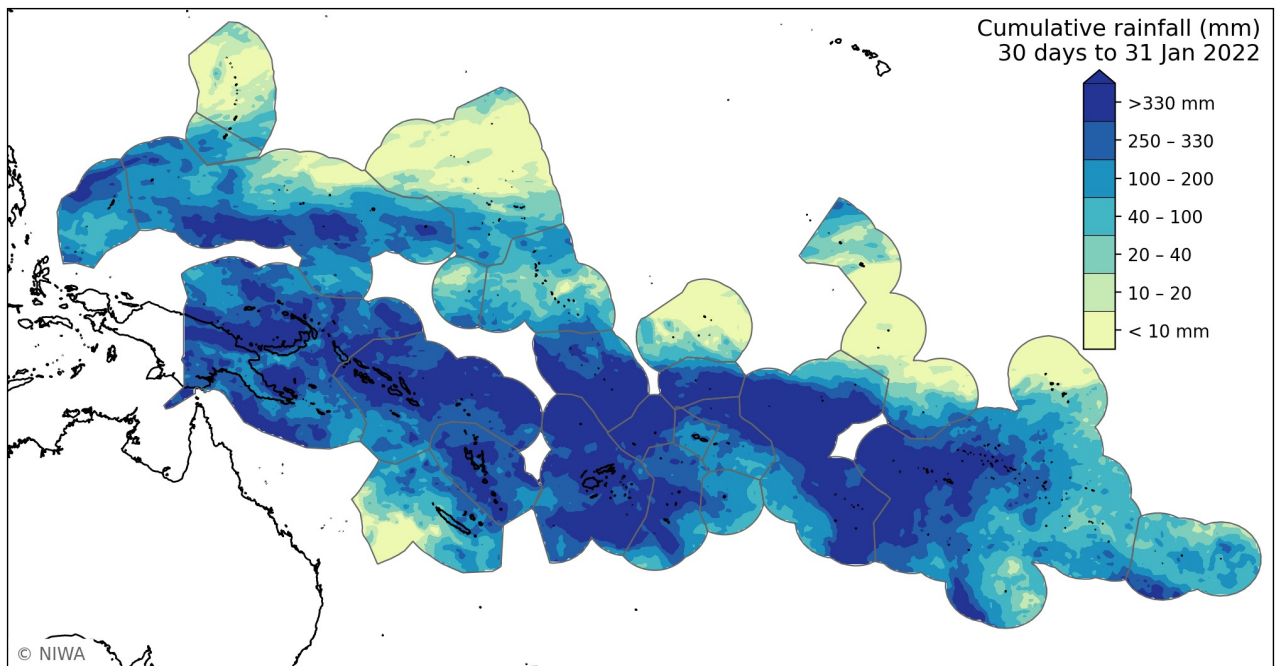 Cumulative rainfall (mm)
30 days to 31 Jan 2022
>330 mm
250 – 330
100 – 200
40 – 100
20 – 40
10 – 20
< 10 mm
© NIWA